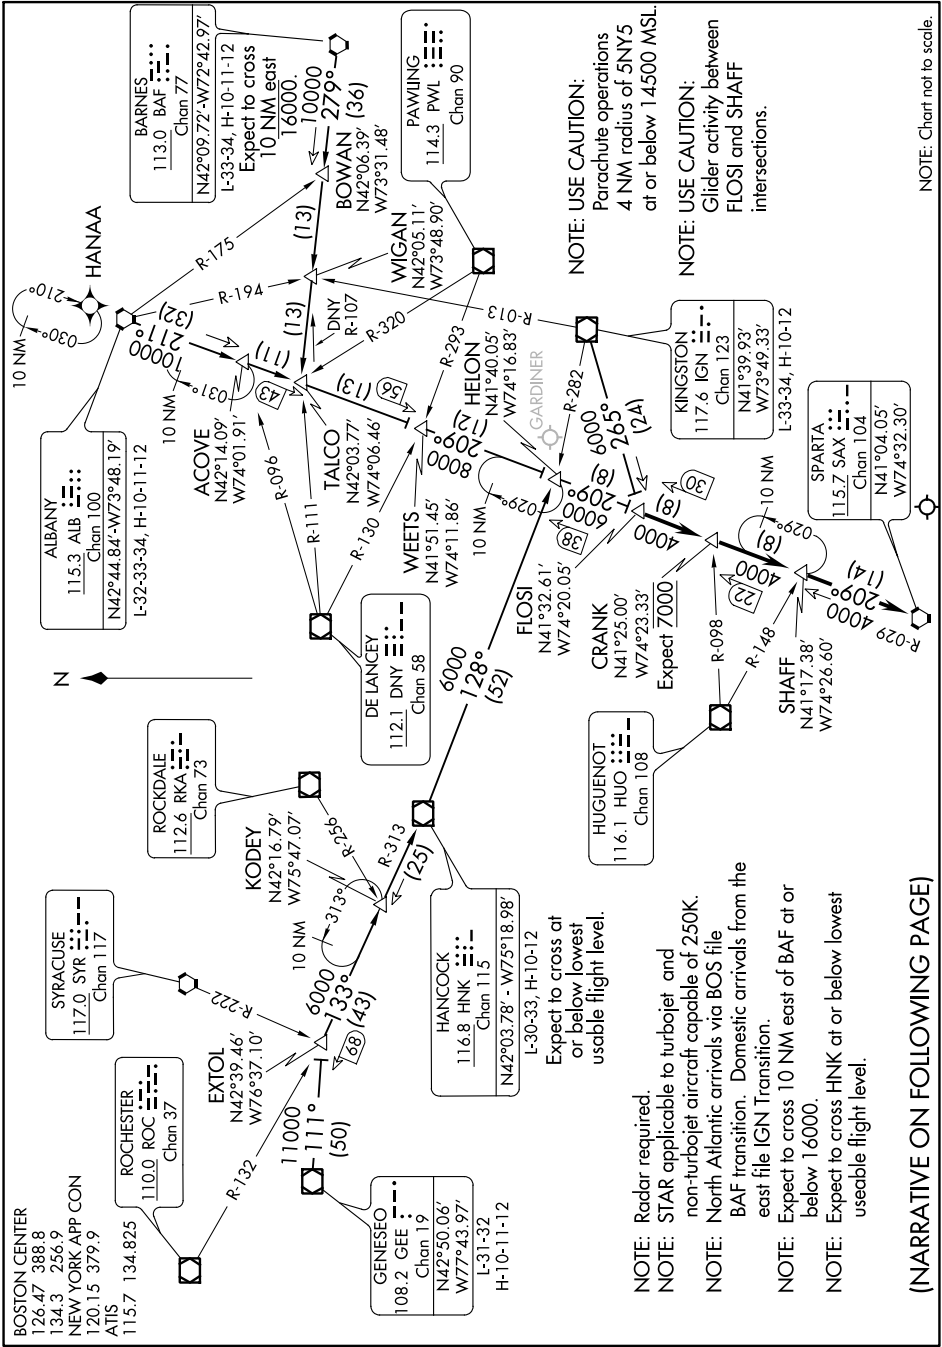 BOSTON CENTER
126.47 388.8
134.3 256.9
NEW YORK APP CON
120.15 379.9
ATIS
115.7 134.825
ROCHESTER
110.0 ROC
Chan 37
SYRACUSE
117.0 SYR
Chan 117
ROCKDALE
112.6 RKA
Chan 73
N
ALBANY
115.3 ALB
Chan 100
N42°44.84'-W73°48.19'
L-32-33-34, H-10-11-12
BARNES
113.0 BAF
Chan 77
N42°09.72'-W72°42.97'
L-33-34, H-10-11-12
Expect to cross
10 NM east
16000.
10 NM
210°
030°
HANAA
10000
211°
(32)
R-175
R-194
10000
279°
(36)
BOWAN
N42°06.39'
W73°31.48'
(13)
WIGAN
N42°05.11'
W73°48.90'
(13)
DNY
R-107
PAWLING
114.3 PWL
Chan 90
R-320
R-293
R-013
10 NM
031°
ACOVE
N42°14.09'
W74°01.91'
(11)
43
R-096
TALCO
N42°03.77'
W74°06.46'
R-111
(13)
56
R-130
WEETS
N41°51.45'
W74°11.86'
8000
209°
(12)
HELON
N41°40.05'
W74°16.83'
GARDINER
10 NM
029°
DE LANCEY
112.1 DNY
Chan 58
R-222
EXTOL
N42°39.46'
W76°37.10'
R-132
11000
111°
(50)
68
6000
133°
(43)
10 NM
313°
KODEY
N42°16.79'
W75°47.07'
R-256
R-313
(25)
GENESEO
108.2 GEE
Chan 19
N42°50.06'
W77°43.97'
L-31-32
H-10-11-12
HANCOCK
116.8 HNK
Chan 115
N42°03.78' - W75°18.98'
L-30-33, H-10-12
Expect to cross at
or below lowest
usable flight level.
6000
128°
(52)
R-282
6000
265°
(24)
KINGSTON
117.6 IGN
Chan 123
N41°39.93'
W73°49.33'
L-33-34, H-10-12
6000
209°
(8)
38
FLOSI
N41°32.61'
W74°20.05'
4000
(8)
30
CRANK
N41°25.00'
W74°23.33'
Expect 7000
R-098
22
4000
(8)
10 NM
029°
R-148
SHAFF
N41°17.38'
W74°26.60'
4000
209°
(14)
R-029
HUGUENOT
116.1 HUO
Chan 108
SPARTA
115.7 SAX
Chan 104
N41°04.05'
W74°32.30'
NOTE: USE CAUTION:
Parachute operations
4 NM radius of 5NY5
at or below 14500 MSL.
NOTE: USE CAUTION:
Glider activity between
FLOSI and SHAFF
intersections.
NOTE: Radar required.
NOTE: STAR applicable to turbojet and
non-turbojet aircraft capable of 250K.
NOTE: North Atlantic arrivals via BOS file
BAF transition. Domestic arrivals from the
east file IGN Transition.
NOTE: Expect to cross 10 NM east of BAF at or
below 16000.
NOTE: Expect to cross HNK at or below lowest
useable flight level.
(NARRATIVE ON FOLLOWING PAGE)
NOTE: Chart not to scale.